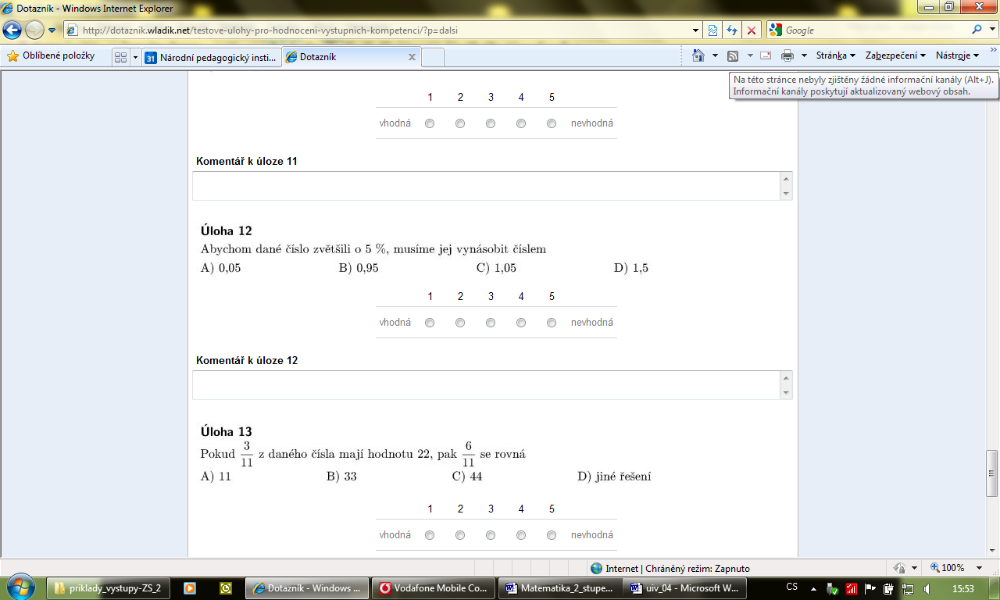 Dotazník - Windows Internet Explorer
http://dotaznik.wladik.net/testove-ulohy-pro-hodnoceni-vystupnich-kompetenci/?p=dalsi
Google
Oblíbené položky
31 Národní pedagogický insti...
Dotazník
Stránka
Zabezpečení
Nástroje
Na této stránce nebyly zjištěny žádné informační kanály (Alt+J).
Informační kanály poskytují aktualizovaný webový obsah.
1 2 3 4 5
vhodná nevhodná
Komentář k úloze 11
Úloha 12
Abychom dané číslo zvětšili o 5 %, musíme jej vynásobit číslem
A) 0,05 B) 0,95 C) 1,05 D) 1,5
1 2 3 4 5
vhodná nevhodná
Komentář k úloze 12
Úloha 13
Pokud 3/11 z daného čísla mají hodnotu 22, pak 6/11 se rovná
A) 11 B) 33 C) 44 D) jiné řešení
1 2 3 4 5
vhodná nevhodná
Internet | Chráněný režim: Zapnuto
100%
priklady_vystupy-ZS_2
Dotazník - Windows ...
Vodafone Mobile Co...
Matematika_2_stupe...
uiv_04 - Microsoft W...
CS
15:53